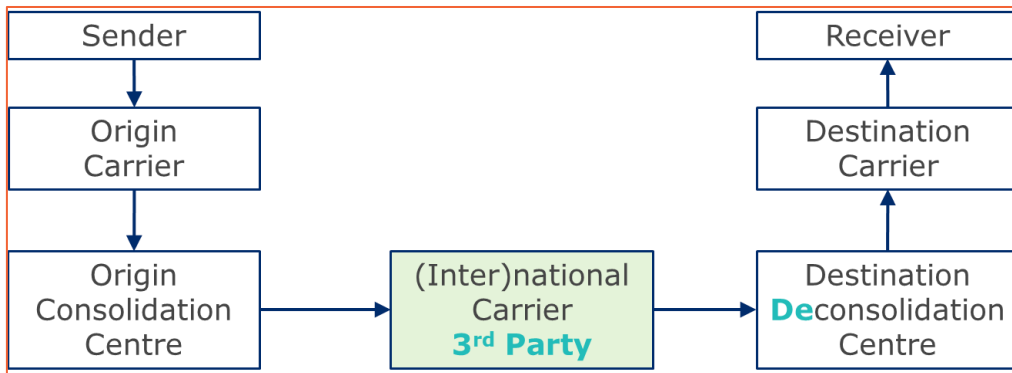 Sender
Origin
Carrier
Origin
Consolidation
Centre
(Inter)national
Carrier
3rd Party
Destination
Deconsolidation
Centre
Destination
Carrier
Receiver